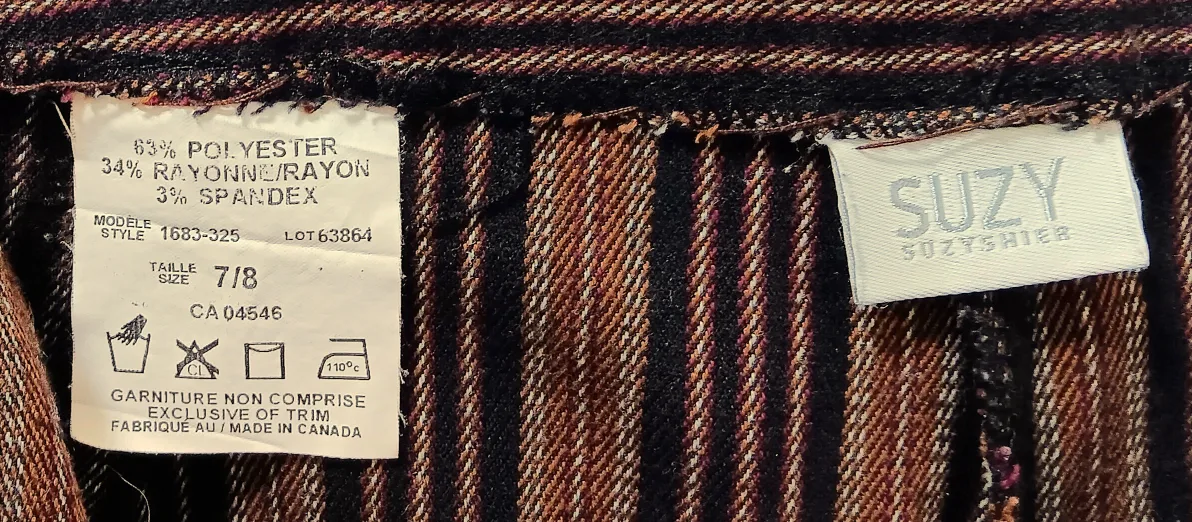 63% POLYESTER
34% RAYONNE/RAYON
3% SPANDEX
MODÈLE
STYLE 1683-325 LOT 63864
TAILLE
SIZE 7/8
CA 04546
CL 110°c
GARNITURE NON COMPRISE
EXCLUSIVE OF TRIM
FABRIQUÉ AU / MADE IN CANADA
SUZY
SUZYSHIER